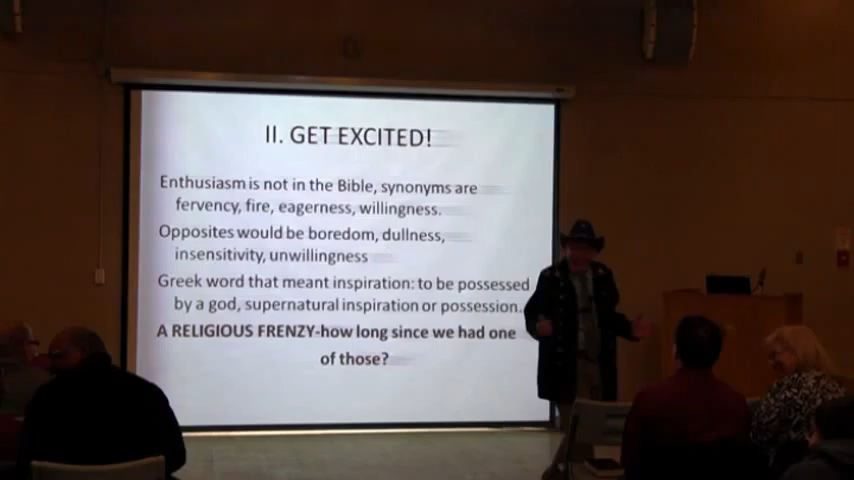 II. GET EXCITED!
Enthusiasm is not in the Bible, synonyms are
fervency, fire, eagerness, willingness.
Opposites would be boredom, dullness,
insensitivity, unwillingness
Greek word that meant inspiration: to be possessed
by a god, supernatural inspiration or possession.
A RELIGIOUS FRENZY-how long since we had one
of those?